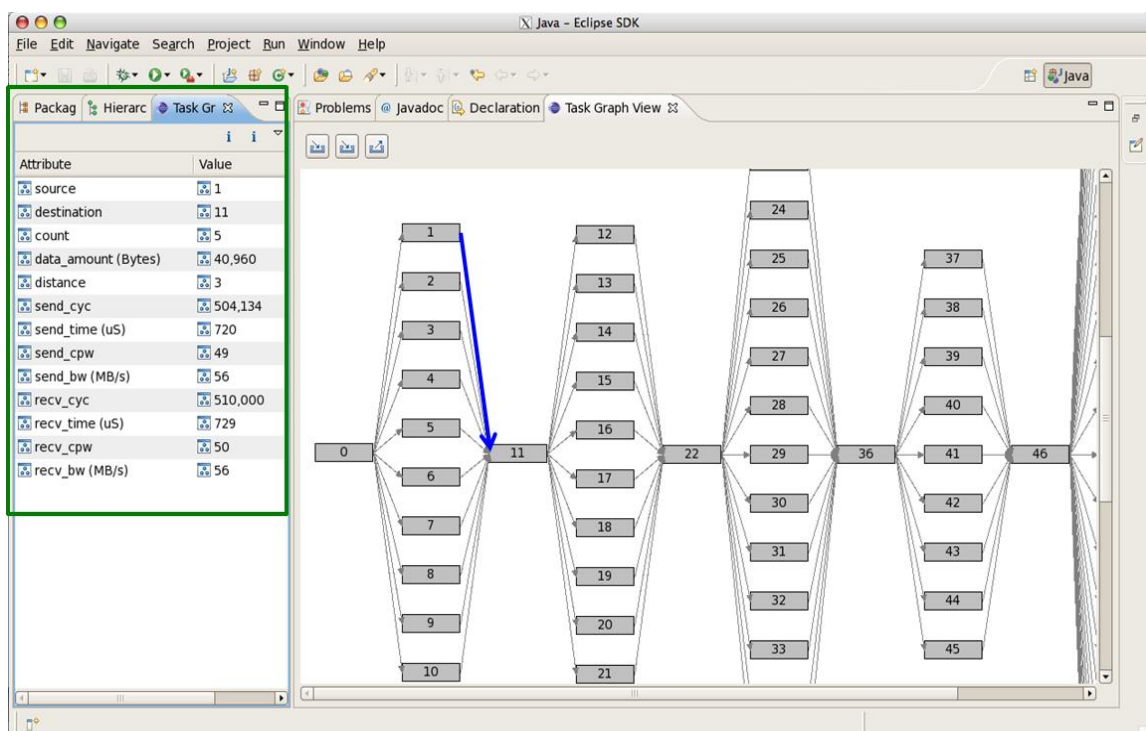 Java - Eclipse SDK
File Edit Navigate Search Project Run Window Help
Java
Packag Hierarc Task Gr
Problems @ Javadoc Declaration Task Graph View
Attribute Value
source 1
destination 11
count 5
data_amount (Bytes) 40,960
distance 3
send_cyc 504,134
send_time (uS) 720
send_cpw 49
send_bw (MB/s) 56
recv_cyc 510,000
recv_time (uS) 729
recv_cpw 50
recv_bw (MB/s) 56
0
1
2
3
4
5
6
7
8
9
10
11
12
13
14
15
16
17
18
19
20
21
22
24
25
26
27
28
29
30
31
32
33
36
37
38
39
40
41
42
43
44
45
46